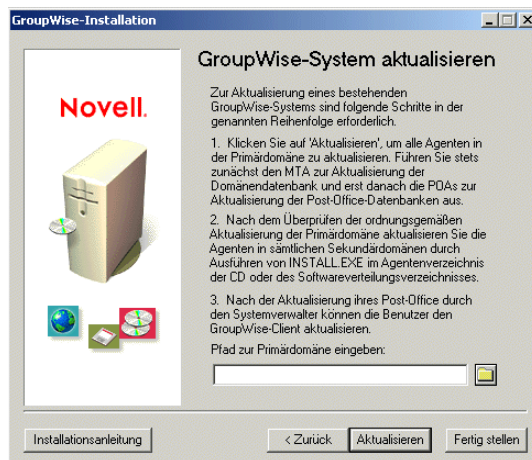 GroupWise-Installation
Novell.
GroupWise-System aktualisieren
Zur Aktualisierung eines bestehenden
GroupWise-Systems sind folgende Schritte in der
genannten Reihenfolge erforderlich.
1. Klicken Sie auf 'Aktualisieren', um alle Agenten in
der Primärdomäne zu aktualisieren. Führen Sie stets
zunächst den MTA zur Aktualisierung der
Domänendatenbank und erst danach die POAs zur
Aktualisierung der Post-Office-Datenbanken aus.
2. Nach dem Überprüfen der ordnungsgemäßen
Aktualisierung der Primärdomäne aktualisieren Sie die
Agenten in sämtlichen Sekundärdomänen durch
Ausführen von INSTALL.EXE im Agentenverzeichnis
der CD oder des Softwareverteilungsverzeichnisses.
3. Nach der Aktualisierung ihres Post-Office durch
den Systemverwalter können die Benutzer den
GroupWise-Client aktualisieren.
Pfad zur Primärdomäne eingeben:
Installationsanleitung
< Zurück
Aktualisieren
Fertig stellen